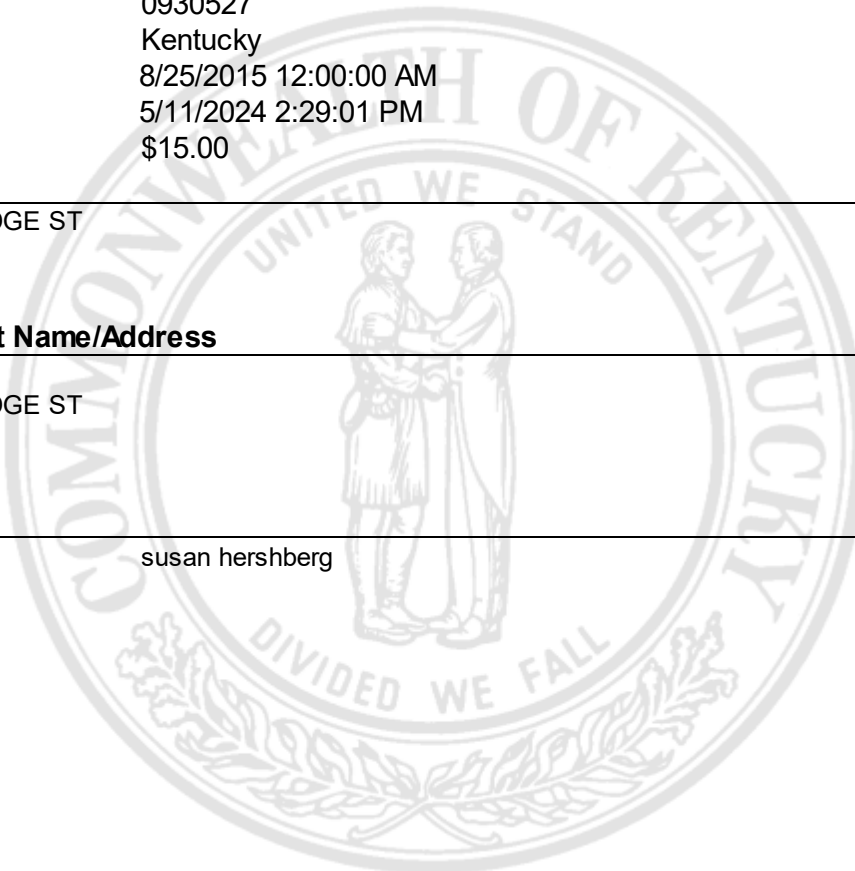 0930527
Kentucky
8/25/2015 12:00:00 AM
5/11/2024 2:29:01 PM
$15.00
DGE ST
t Name/Address
DGE ST
susan hershberg
COMMONWEALTH OF KENTUCKY
UNITED WE STAND
DIVIDED WE FALL